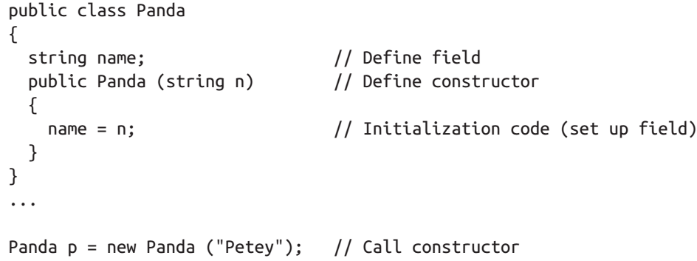 public class Panda
{
  string name;                   // Define field
  public Panda (string n)        // Define constructor
  {
    name = n;                    // Initialization code (set up field)
  }
}
...
Panda p = new Panda ("Petey");   // Call constructor